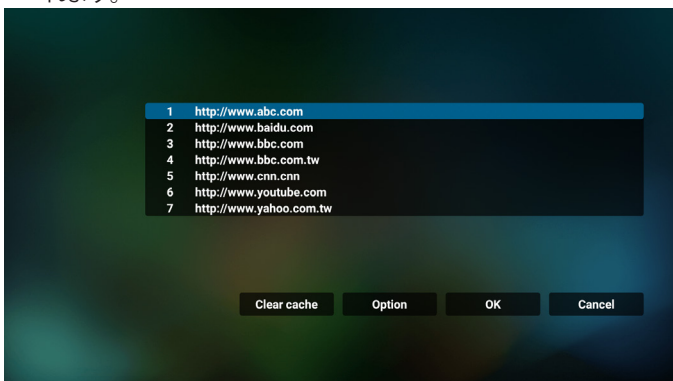 1 http://www.abc.com
2 http://www.baidu.com
3 http://www.bbc.com
4 http://www.bbc.com.tw
5 http://www.cnn.cnn
6 http://www.youtube.com
7 http://www.yahoo.com.tw
Clear cache Option OK Cancel